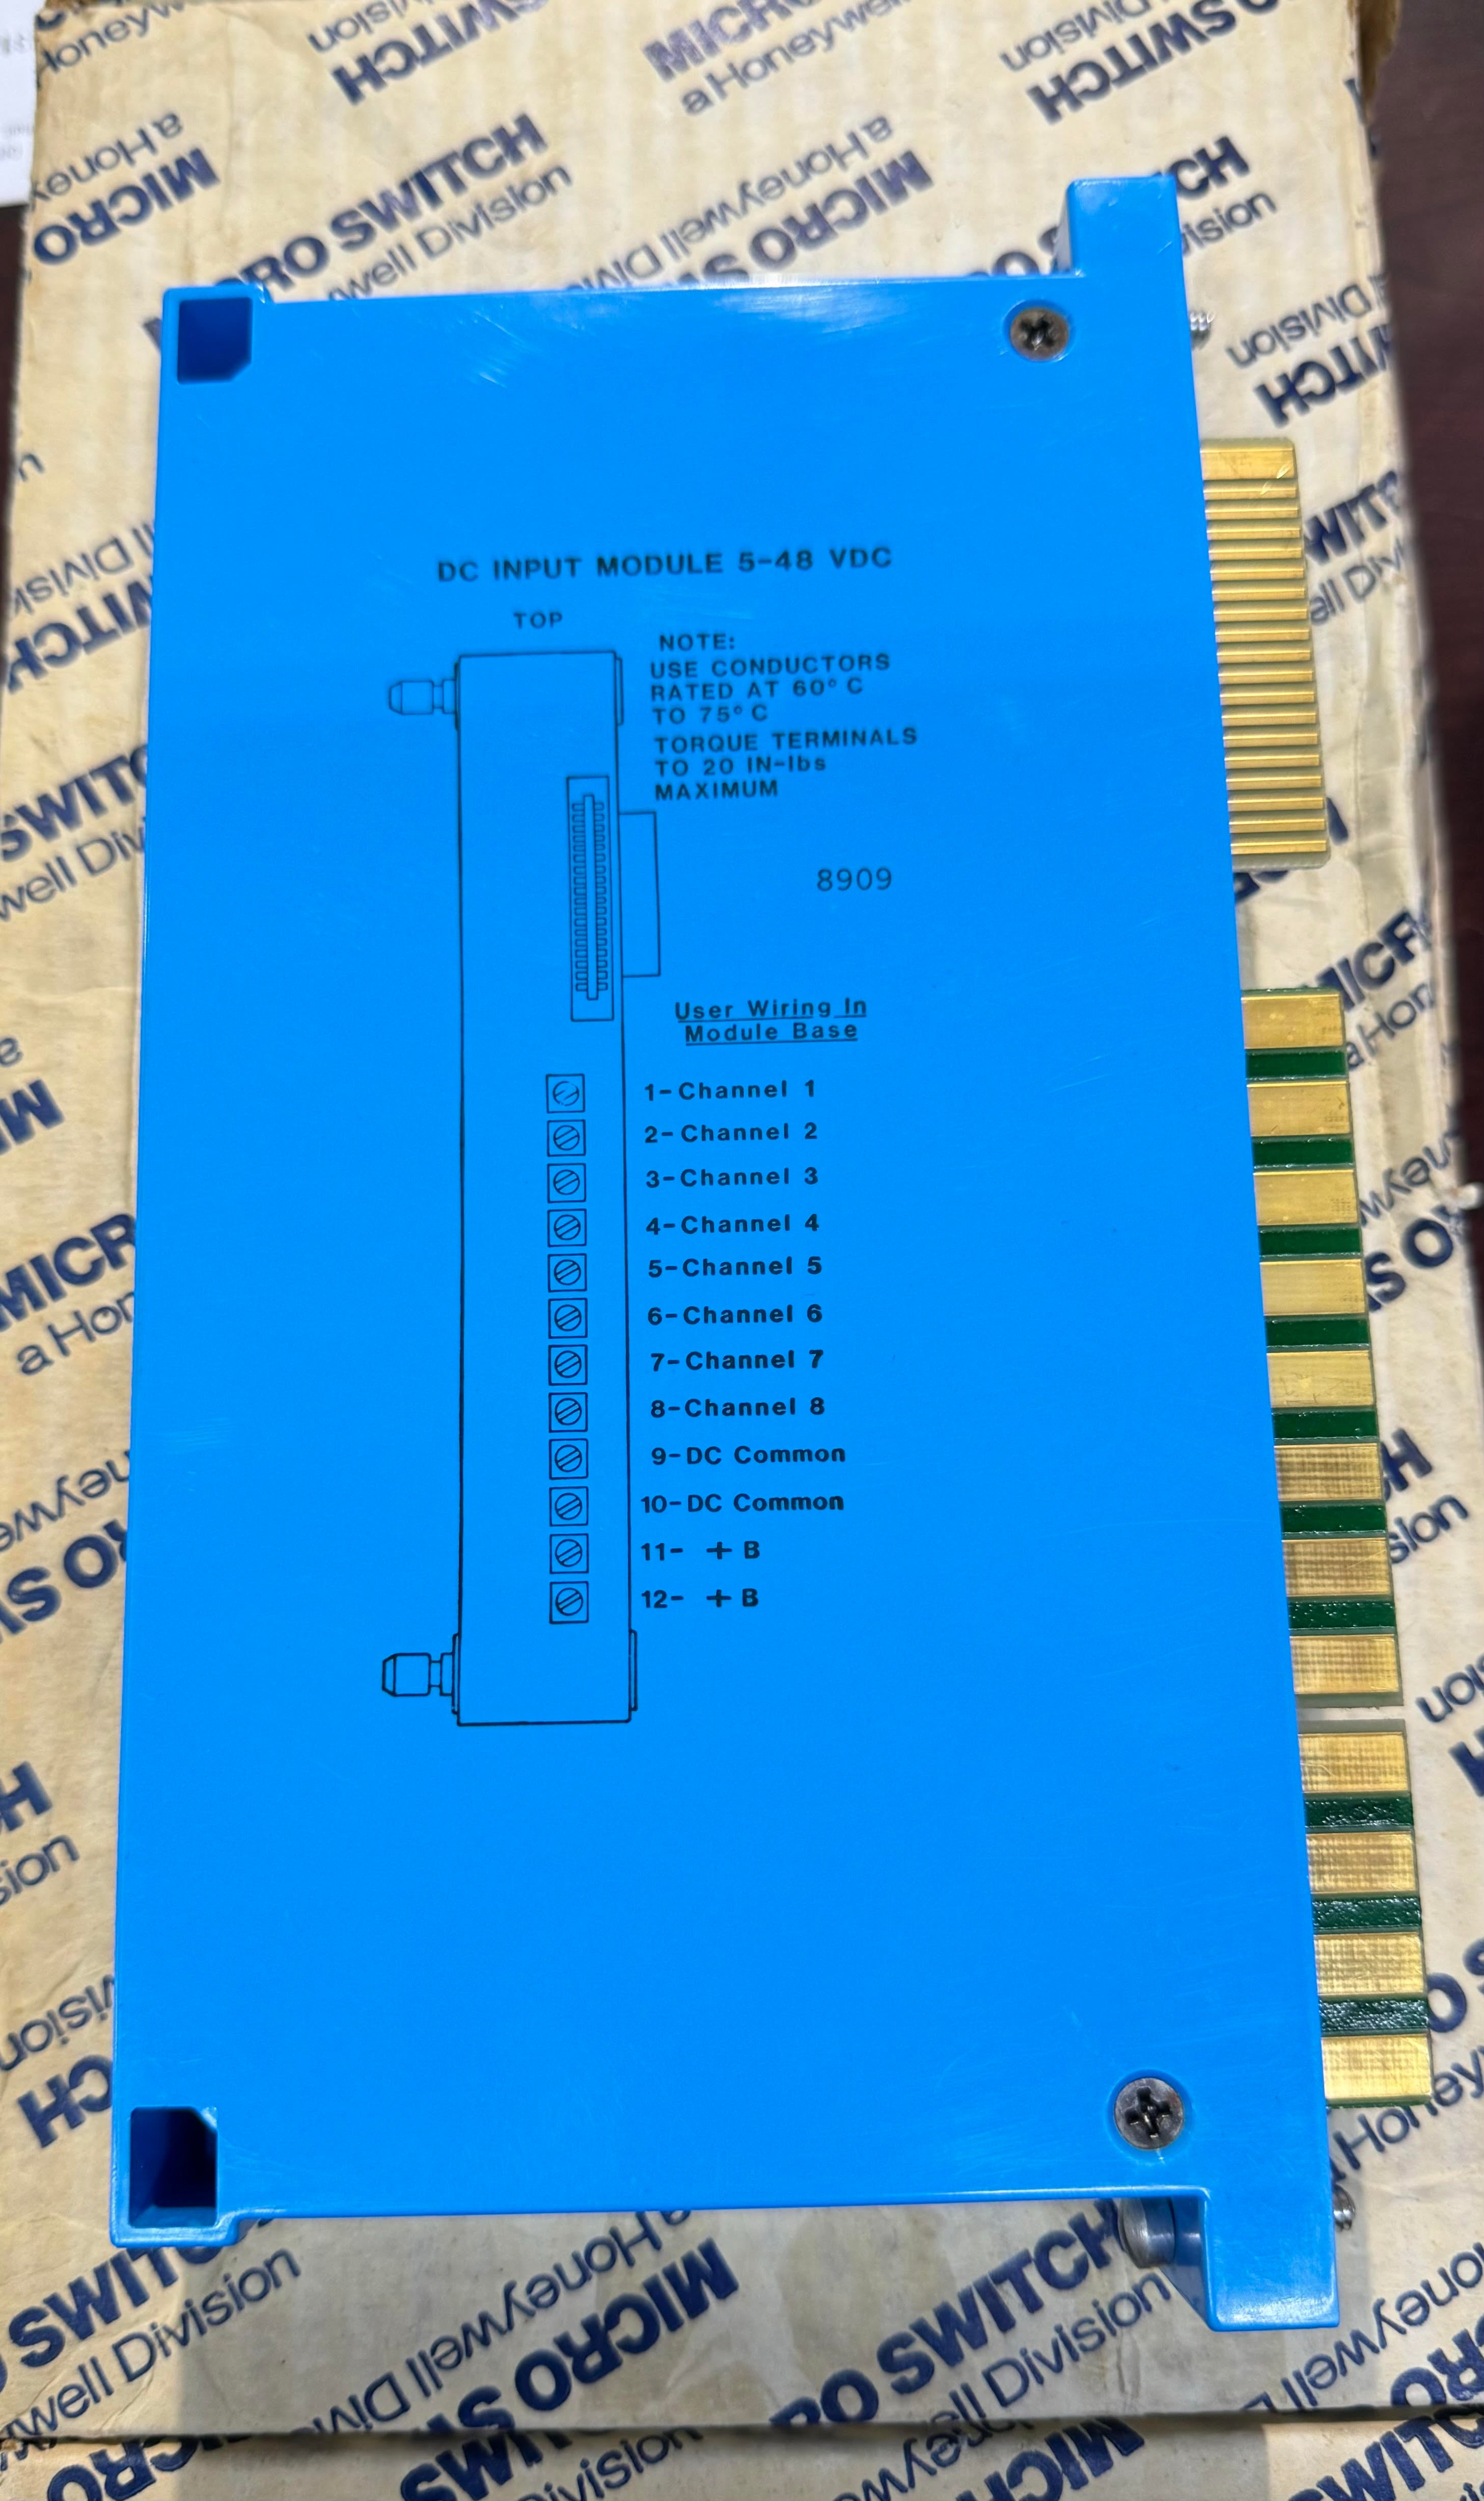 DC INPUT MODULE 5-48 VDC
TOP
NOTE:
USE CONDUCTORS
RATED AT 60° C
TO 75° C
TORQUE TERMINALS
TO 20 IN-lbs
MAXIMUM
8909
User Wiring In
Module Base
1-Channel 1
2-Channel 2
3-Channel 3
4-Channel 4
5-Channel 5
6-Channel 6
7-Channel 7
8-Channel 8
9-DC Common
10-DC Common
11- + B
12- + B
MICRO SWITCH
a Honeywell Division